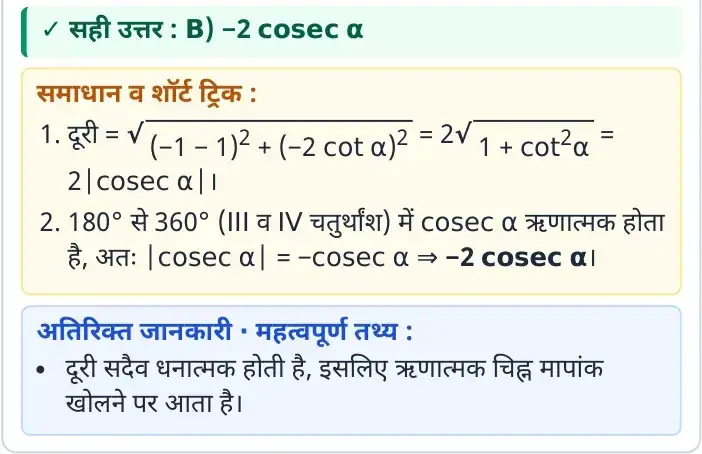 ✓ सही उत्तर : B) −2 cosec α
समाधान व शॉर्ट ट्रिक :
1. दूरी = √(−1 − 1)² + (−2 cot α)² = 2√1 + cot²α =
2|cosec α|।
2. 180° से 360° (III व IV चतुर्थांश) में cosec α ऋणात्मक होता
है, अतः |cosec α| = −cosec α ⇒ −2 cosec α।
अतिरिक्त जानकारी · महत्वपूर्ण तथ्य :
• दूरी सदैव धनात्मक होती है, इसलिए ऋणात्मक चिह्न मापांक
खोलने पर आता है।